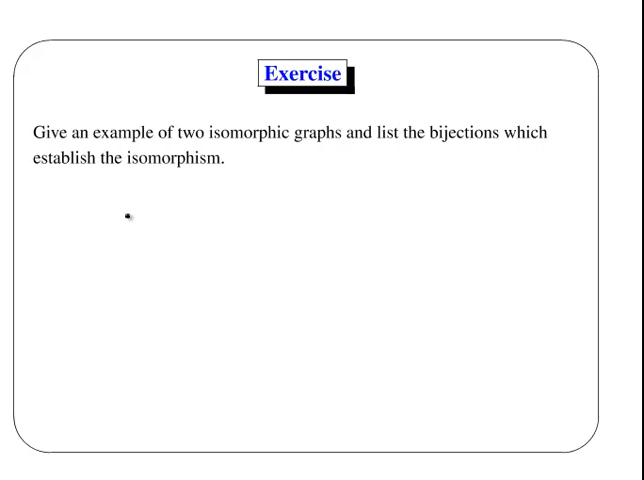 Exercise
Give an example of two isomorphic graphs and list the bijections which
establish the isomorphism.